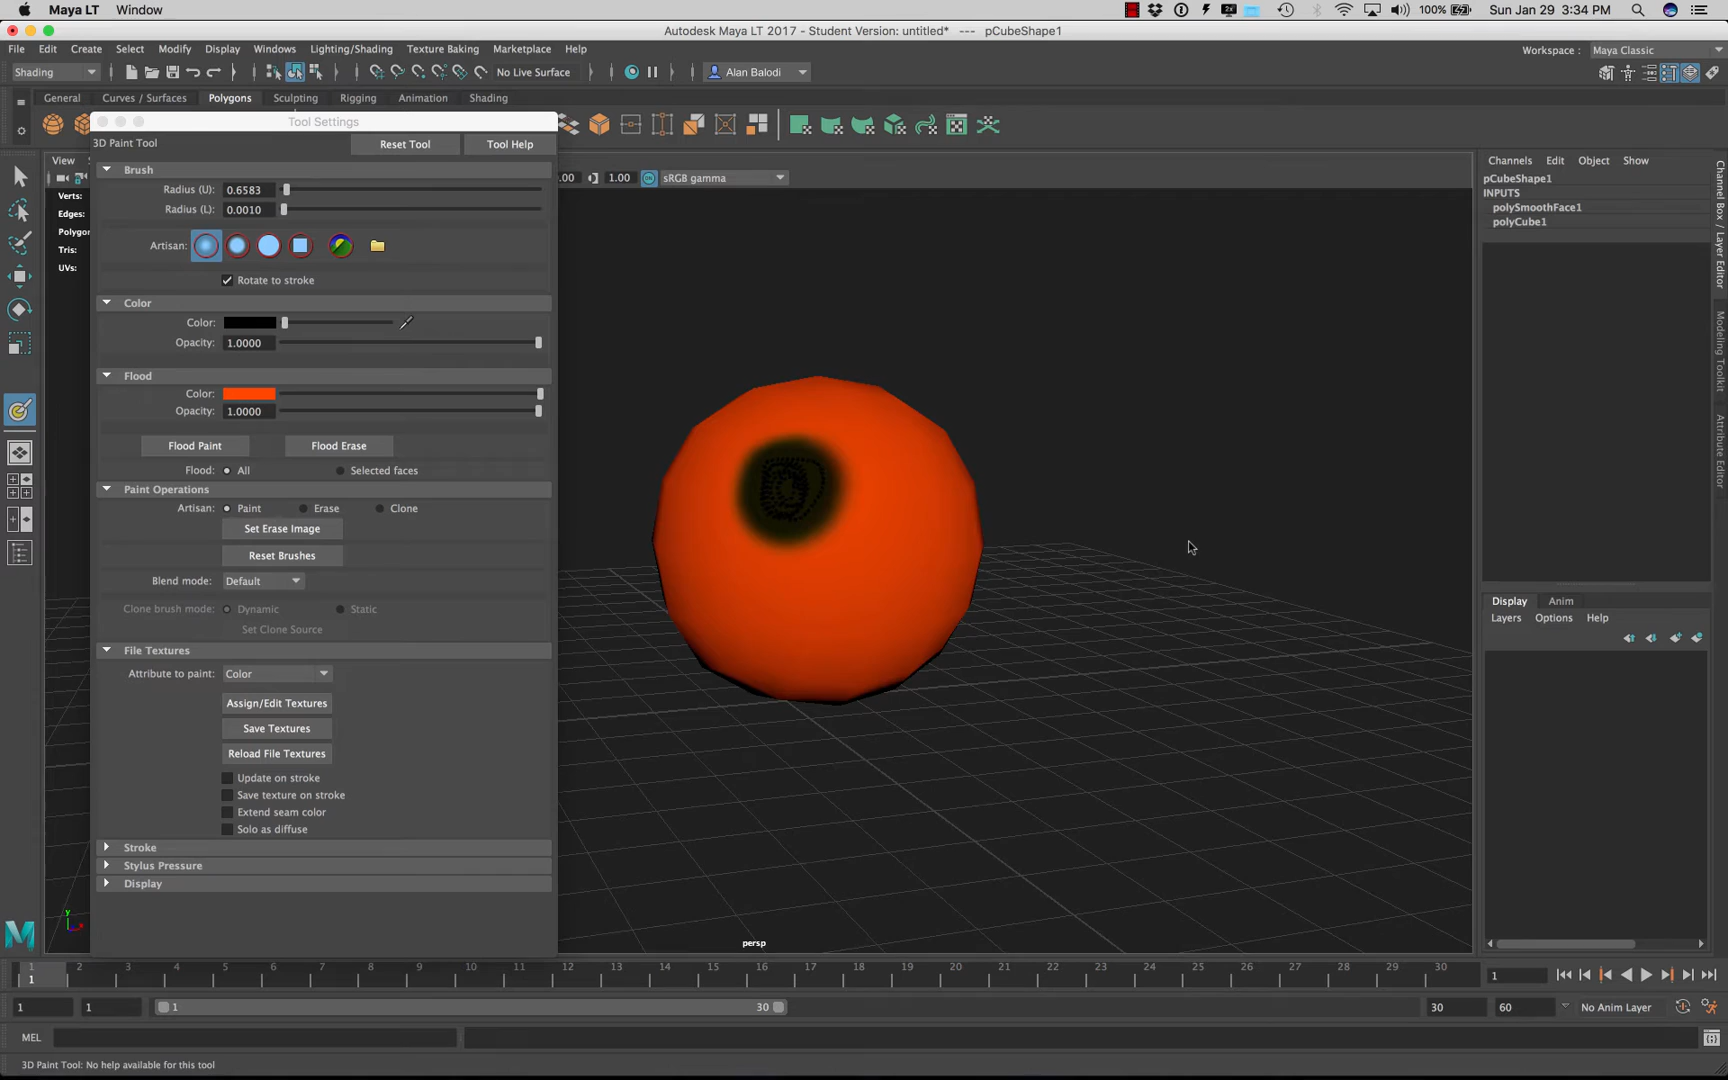 Maya LT Window 100% Sun Jan 29 3:34 PM
Autodesk Maya LT 2017 - Student Version: untitled* --- pCubeShape1
File Edit Create Select Modify Display Windows Lighting/Shading Texture Baking Marketplace Help Workspace : Maya Classic
Shading No Live Surface Alan Balodi
General Curves / Surfaces Polygons Sculpting Rigging Animation Shading
Tool Settings
3D Paint Tool Reset Tool Tool Help
View
.00 1.00 sRGB gamma
Verts:
Edges:
Polygon
Tris:
UVs:
Brush
Radius (U): 0.6583
Radius (L): 0.0010
Artisan:
Rotate to stroke
Color
Color:
Opacity: 1.0000
Flood
Color:
Opacity: 1.0000
Flood Paint Flood Erase
Flood: All Selected faces
Paint Operations
Artisan: Paint Erase Clone
Set Erase Image
Reset Brushes
Blend mode: Default
Clone brush mode: Dynamic Static
Set Clone Source
File Textures
Attribute to paint: Color
Assign/Edit Textures
Save Textures
Reload File Textures
Update on stroke
Save texture on stroke
Extend seam color
Solo as diffuse
Stroke
Stylus Pressure
Display
y
x
persp
Channels Edit Object Show
pCubeShape1
INPUTS
polySmoothFace1
polyCube1
Display Anim
Layers Options Help
Channel Box / Layer Editor
Modeling Toolkit
Attribute Editor
1 2 3 4 5 6 7 8 9 10 11 12 13 14 15 16 17 18 19 20 21 22 23 24 25 26 27 28 29 30
1 1
1 1 1 30 30 60 No Anim Layer
MEL
3D Paint Tool: No help available for this tool